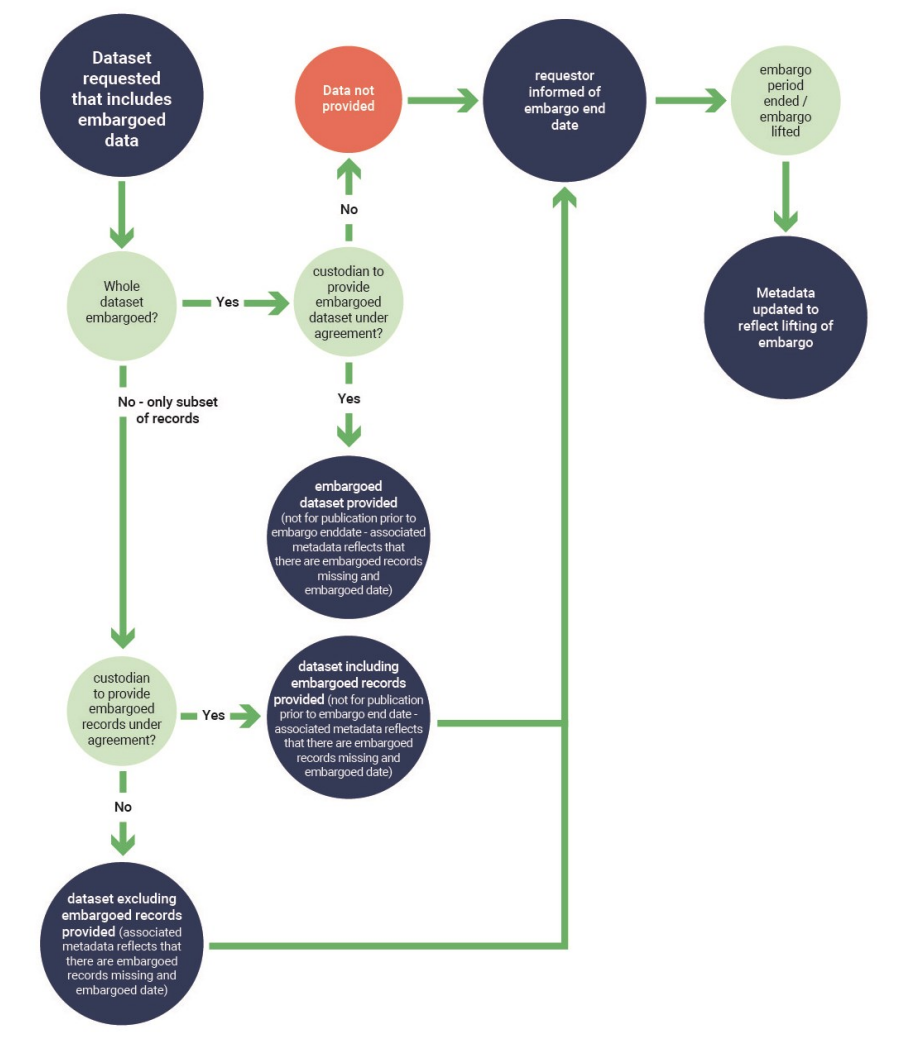 Dataset
requested
that includes
embargoed
data
Data not
provided
requestor
informed of
embargo end
date
embargo
period
ended /
embargo
lifted
No
Whole
dataset
embargoed?
Yes
custodian to
provide
embargoed
dataset under
agreement?
Metadata
updated to
reflect lifting of
embargo
No - only subset
of records
Yes
embargoed
dataset provided
(not for publication prior to
embargo enddate - associated
metadata reflects that
there are embargoed records
missing and
embargoed date)
custodian
to provide
embargoed
records under
agreement?
Yes
dataset including
embargoed records
provided (not for publication
prior to embargo end date -
associated metadata reflects
that there are embargoed
records missing and
embargoed date)
No
dataset excluding
embargoed records
provided (associated
metadata reflects that
there are embargoed
records missing and
embargoed date)